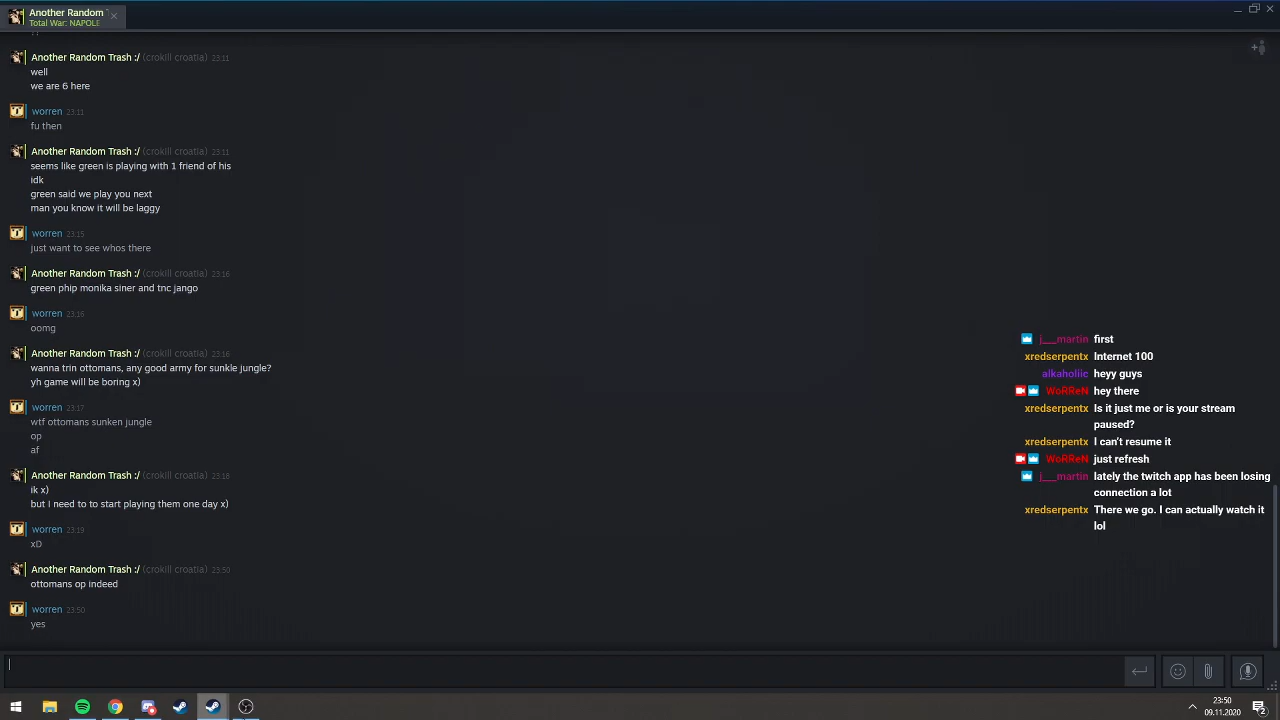 Another Random T
Total War: NAPOLE
Another Random Trash :/ (crokill croatia) 23:11
well
we are 6 here
worren 23:11
fu then
Another Random Trash :/ (crokill croatia) 23:11
seems like green is playing with 1 friend of his
idk
green said we play you next
man you know it will be laggy
worren 23:15
just want to see whos there
Another Random Trash :/ (crokill croatia) 23:16
green phip monika siner and tnc jango
worren 23:16
oomg
Another Random Trash :/ (crokill croatia) 23:16
wanna trin ottomans, any good army for sunkle jungle?
yh game will be boring x)
worren 23:17
wtf ottomans sunken jungle
op
af
Another Random Trash :/ (crokill croatia) 23:18
ik x)
but I need to to start playing them one day x)
worren 23:19
xD
Another Random Trash :/ (crokill croatia) 23:50
ottomans op indeed
worren 23:50
yes
j___martin first
xredserpentx Internet 100
alkaholiic heyy guys
WoRReN hey there
xredserpentx Is it just me or is your stream
paused?
xredserpentx I can't resume it
WoRReN just refresh
j___martin lately the twitch app has been losing
connection a lot
xredserpentx There we go. I can actually watch it
lol
23:50
09.11.2020
2